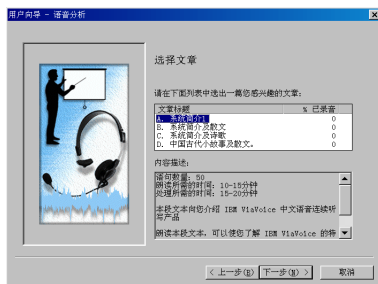 用户向导 - 语音分析
选择文章
请在下面列表中选出一篇您感兴趣的文章:
文章标题 % 已录音
A. 系统简介1 0
B. 系统简介及散文 0
C. 系统简介及诗歌 0
D. 中国古代小故事及散文。 0
内容描述:
语句数量: 50
朗读所需的时间: 10-15分钟
处理所需的时间: 15-20分钟
本段文本向您介绍 IBM ViaVoice 中文语音连续听
写产品
朗读本段文本, 可以使您了解 IBM ViaVoice 的特
< 上一步(B) 下一步(N) > 取消